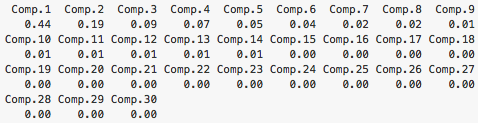 Comp.1 Comp.2 Comp.3 Comp.4 Comp.5 Comp.6 Comp.7 Comp.8 Comp.9
0.44 0.19 0.09 0.07 0.05 0.04 0.02 0.02 0.01
Comp.10 Comp.11 Comp.12 Comp.13 Comp.14 Comp.15 Comp.16 Comp.17 Comp.18
0.01 0.01 0.01 0.01 0.01 0.00 0.00 0.00 0.00
Comp.19 Comp.20 Comp.21 Comp.22 Comp.23 Comp.24 Comp.25 Comp.26 Comp.27
0.00 0.00 0.00 0.00 0.00 0.00 0.00 0.00 0.00
Comp.28 Comp.29 Comp.30
0.00 0.00 0.00